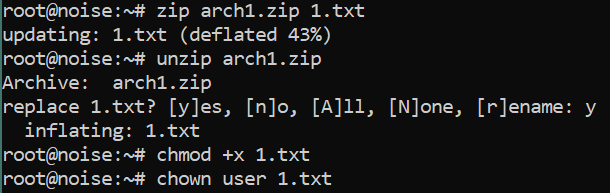 root@noise:~# zip arch1.zip 1.txt
updating: 1.txt (deflated 43%)
root@noise:~# unzip arch1.zip
Archive:  arch1.zip
replace 1.txt? [y]es, [n]o, [A]ll, [N]one, [r]ename: y
  inflating: 1.txt
root@noise:~# chmod +x 1.txt
root@noise:~# chown user 1.txt